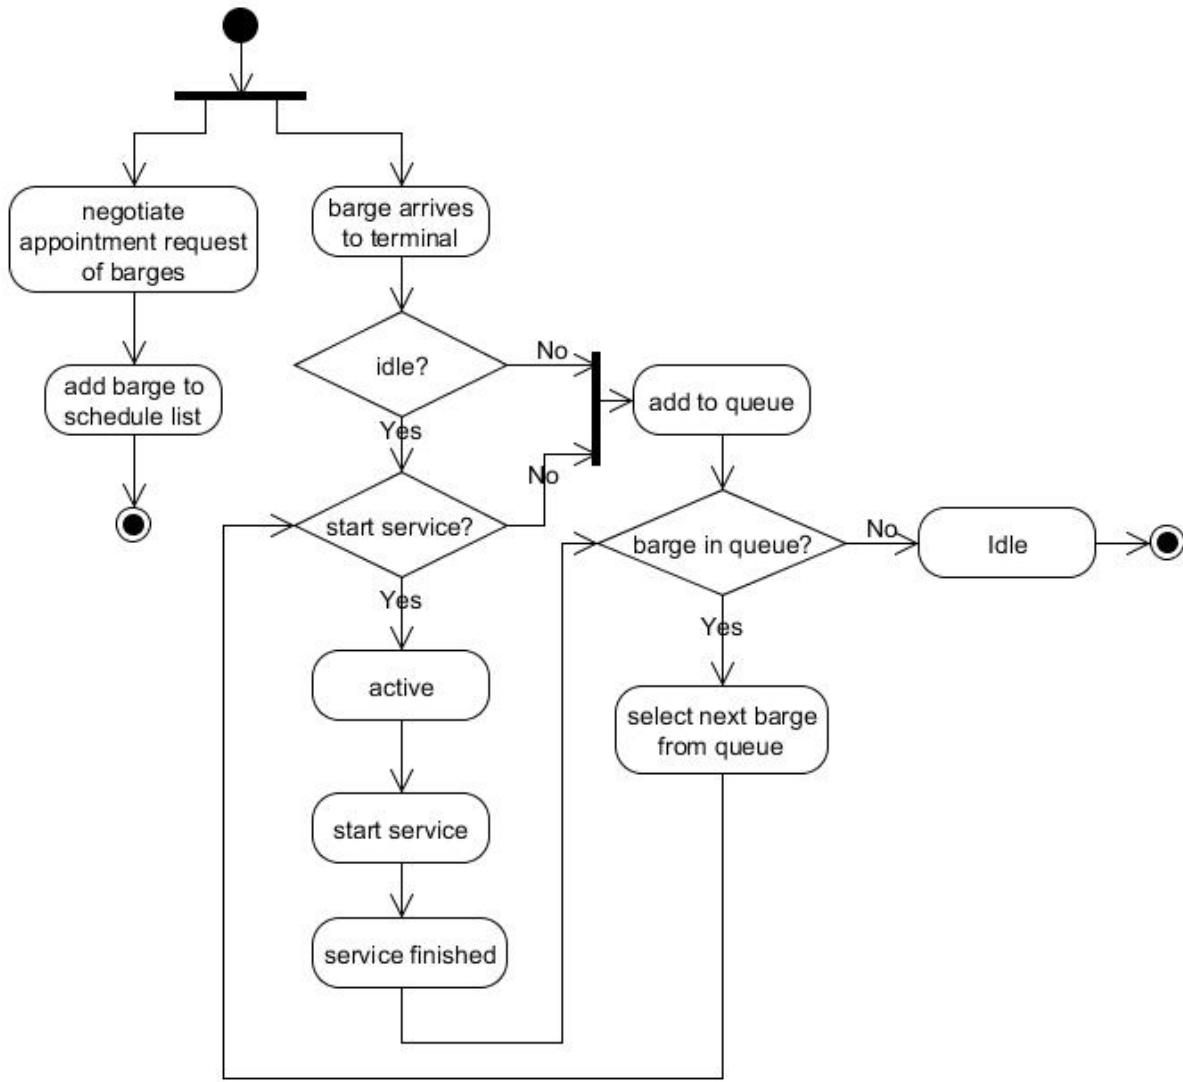 negotiate
appointment request
of barges
barge arrives
to terminal
idle?
No
add barge to
schedule list
add to queue
Yes
No
start service?
barge in queue?
No
Idle
Yes
Yes
active
select next barge
from queue
start service
service finished